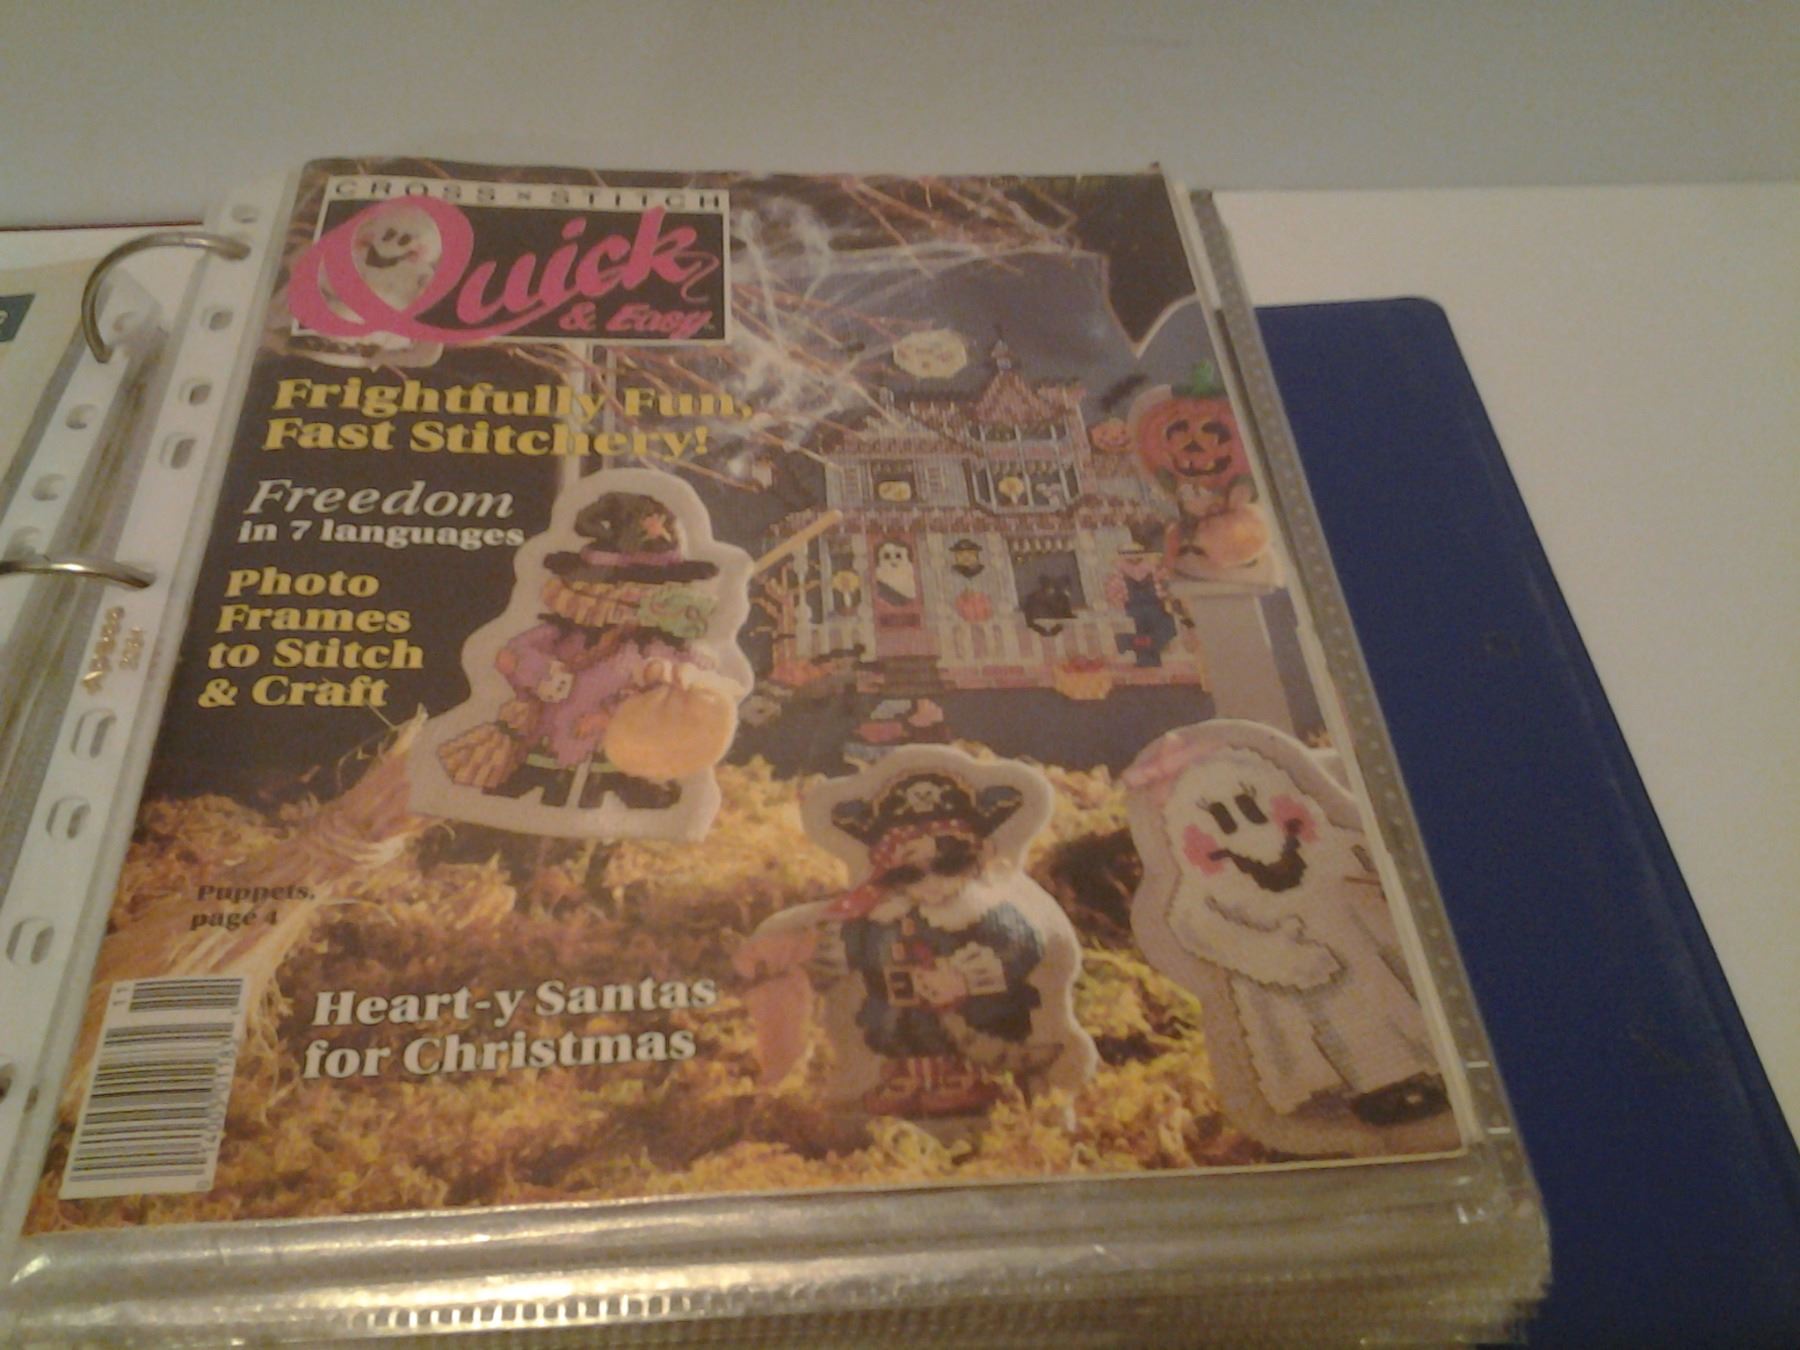 CROSS STITCH
Quick
& Easy
Frightfully Fun,
Fast Stitchery!
Freedom
in 7 languages
Photo
Frames
to Stitch
& Craft
Puppets,
page 4
Heart-y Santas
for Christmas
11